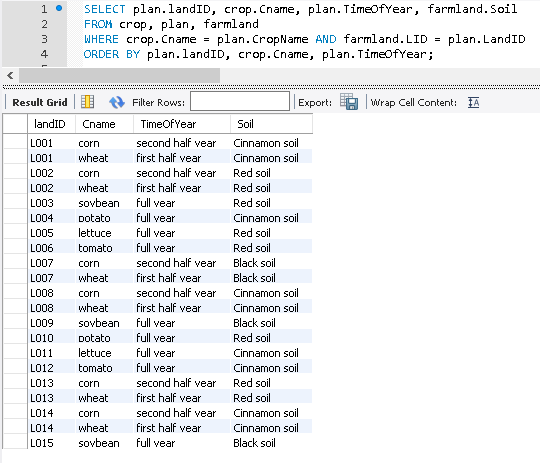 1 SELECT plan.landID, crop.Cname, plan.TimeOfYear, farmland.Soil
2 FROM crop, plan, farmland
3 WHERE crop.Cname = plan.CropName AND farmland.LID = plan.LandID
4 ORDER BY plan.landID, crop.Cname, plan.TimeOfYear;
Result Grid Filter Rows: Export: Wrap Cell Content: IA
landID Cname TimeOfYear Soil
L001 corn second half year Cinnamon soil
L001 wheat first half year Cinnamon soil
L002 corn second half year Red soil
L002 wheat first half year Red soil
L003 soybean full year Red soil
L004 potato full year Cinnamon soil
L005 lettuce full year Red soil
L006 tomato full year Red soil
L007 corn second half year Black soil
L007 wheat first half year Black soil
L008 corn second half year Cinnamon soil
L008 wheat first half year Cinnamon soil
L009 soybean full year Black soil
L010 potato full year Red soil
L011 lettuce full year Cinnamon soil
L012 tomato full year Cinnamon soil
L013 corn second half year Red soil
L013 wheat first half year Red soil
L014 corn second half year Cinnamon soil
L014 wheat first half year Cinnamon soil
L015 soybean full year Black soil